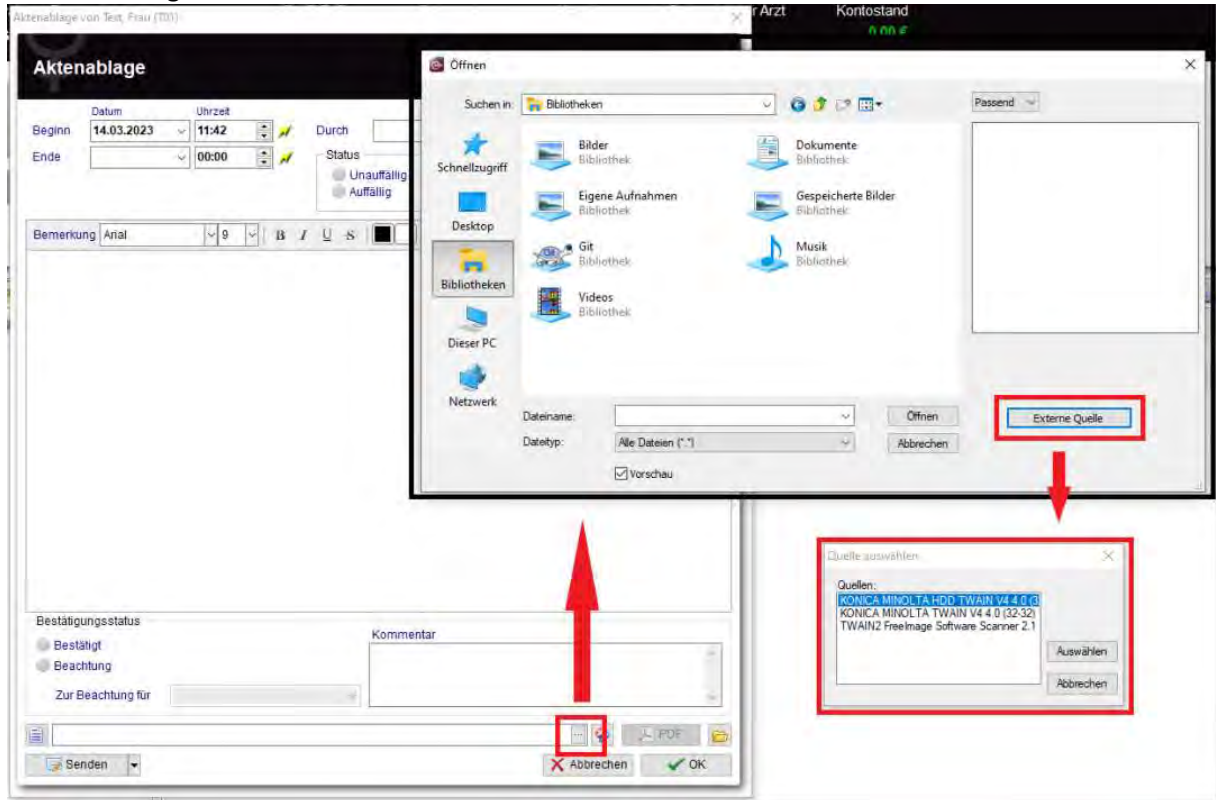 Aktenablage von Test, Frau (T03)
r Arzt Kontostand
0,00 €
Aktenablage
Datum Uhrzeit
Beginn 14.03.2023 11:42 Durch
Ende 00:00 Status
Unauffällig
Auffällig
Bemerkung Arial 9 B I U S
Öffnen
Suchen in: Bibliotheken Passend
Schnellzugriff
Desktop
Bibliotheken
Dieser PC
Netzwerk
Bilder
Bibliothek
Dokumente
Bibliothek
Eigene Aufnahmen
Bibliothek
Gespeicherte Bilder
Bibliothek
Git
Bibliothek
Musik
Bibliothek
Videos
Bibliothek
Dateiname: Öffnen
Externe Quelle
Dateityp: Alle Dateien (*.*) Abbrechen
Vorschau
Quelle auswählen
Quellen:
KONICA MINOLTA HDD TWAIN V4 4.0 (3
KONICA MINOLTA TWAIN V4 4.0 (32-32)
TWAIN2 FreeImage Software Scanner 2.1
Auswählen
Abbrechen
Bestätigungsstatus
Bestätigt
Beachtung
Zur Beachtung für
Kommentar
... PDF
Senden Abbrechen OK